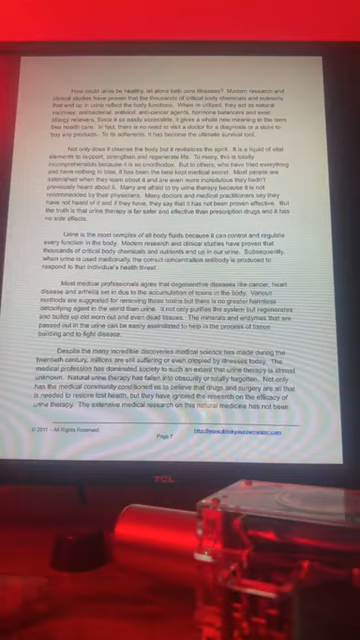 How could urine be healthy, let alone help cure illnesses? Modern research and
clinical studies have proven that the thousands of critical body chemicals and nutrients
that end up in urine reflect the body functions. When re-utilized, they act as natural
vaccines, antibacterial, antiviral, anti-cancer agents, hormone balancers and even
allergy relievers. Since it so easily accessible, it gives a whole new meaning to the term
free health care. In fact, there is no need to visit a doctor for diagnosis or a store to
buy any products. To its adherents, it has become the ultimate survival tool.
Not only does it cleanse the body but it revitalizes the spirit. It is a liquid of vital
elements to support, strengthen and regenerate life. To many, this is totally
incomprehensible because it is so unorthodox. But to others, who have tried everything
and have nothing to lose, it has been the best kept medical secret. Most people are
astonished when they learn about it and are even more incredulous they hadn't
previously heard about it. Many are afraid to try urine therapy because it is not
recommended by their physicians. Many doctors and medical practitioners say they
have not heard of it and if they have, they say that it has not been proven effective. But
the truth is that urine therapy is far safer and effective than prescription drugs and it has
no side affects.
Urine is the most complex of all body fluids because it can control and regulate
every function in the body. Modern research and clinical studies have proven that
thousands of critical body chemicals and nutrients end up in our urine. Subsequently,
when urine is used medicinally, the correct concentration antibody is produced to
respond to that individual's health threat.
Most medical professionals agree that degenerative diseases like cancer, heart
disease and arthritis set in due to the accumulation of toxins in the body. Various
methods are suggested for removing these toxins but there is no greater harmless
detoxifying agent in the world than urine. It not only purifies the system but regenerates
and builds up old worn out and even dead tissues. The minerals and enzymes that are
passed out in the urine can be easily assimilated to help in the process of tissue
building and to fight disease.
Despite the many incredible discoveries medical science has made during the
twentieth century, millions are still suffering or even crippled by illnesses today. The
medical profession has dominated society to such an extent that urine therapy is almost
unknown. Natural urine therapy has fallen into obscurity or totally forgotten. Not only
has the medical community conditioned us to believe that drugs and surgery are all that
is needed to restore lost health, but they have ignored the research on the efficacy of
urine therapy. The extensive medical research on this natural medicine has not been
© 2011 - All Rights Reserved
http://www.drinkyourownwater.com
Page 7
TCL